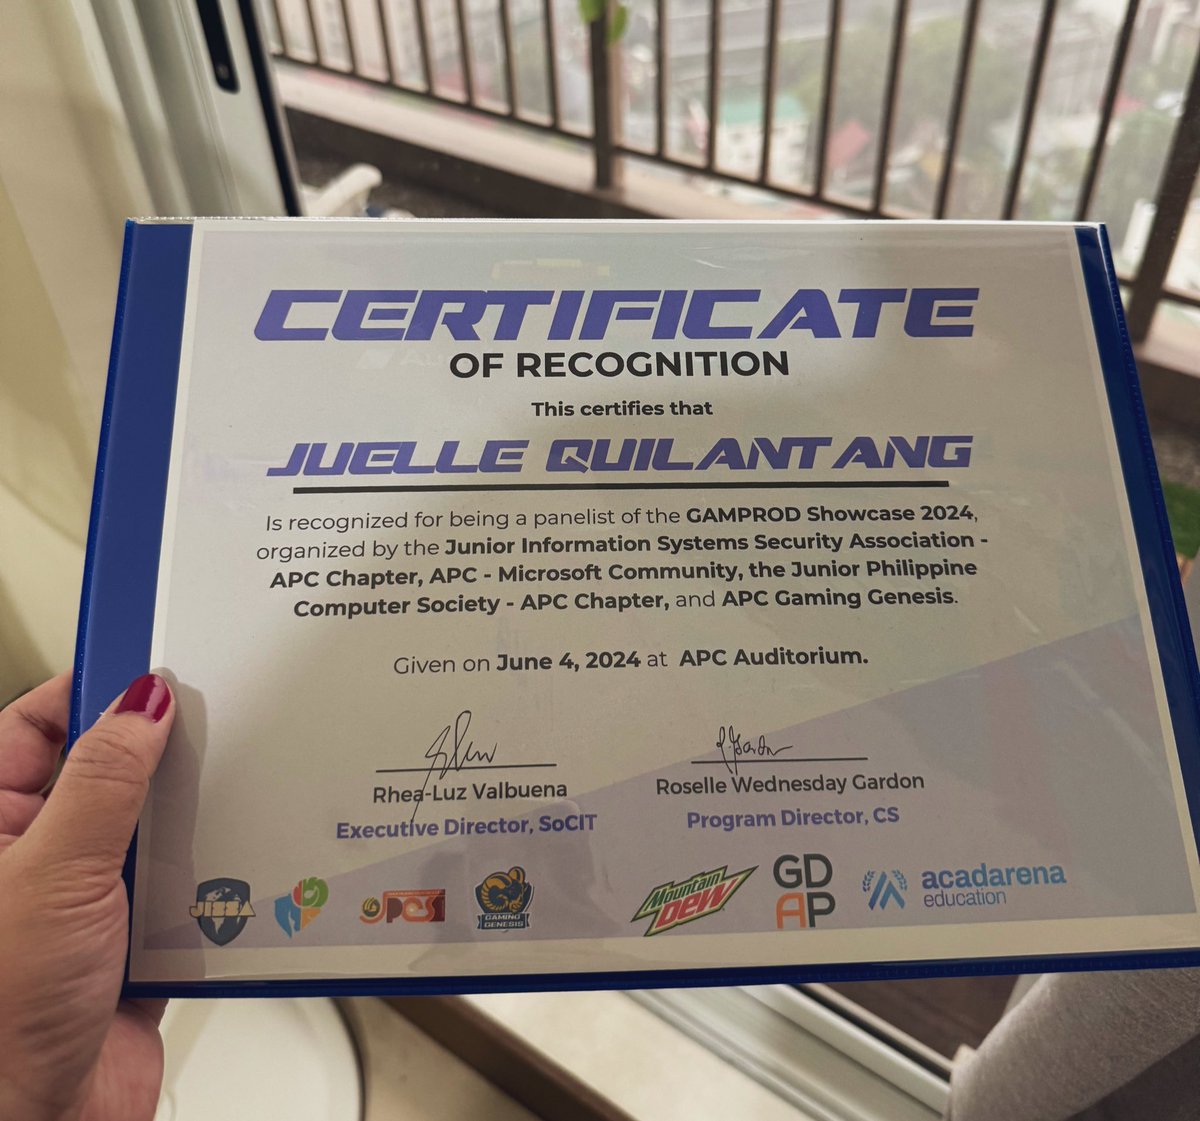 CERTIFICATE
OF RECOGNITION
This certifies that
JUELLE QUILANTANG
Is recognized for being a panelist of the GAMPROD Showcase 2024,
organized by the Junior Information Systems Security Association -
APC Chapter, APC - Microsoft Community, the Junior Philippine
Computer Society - APC Chapter, and APC Gaming Genesis.
Given on June 4, 2024 at APC Auditorium.
Rhea-Luz Valbuena
Executive Director, SoCIT
Roselle Wednesday Gardon
Program Director, CS
JISSA
JPCS
GAMING
GENESIS
Mountain
DEW
GD
AP
acadarena
education